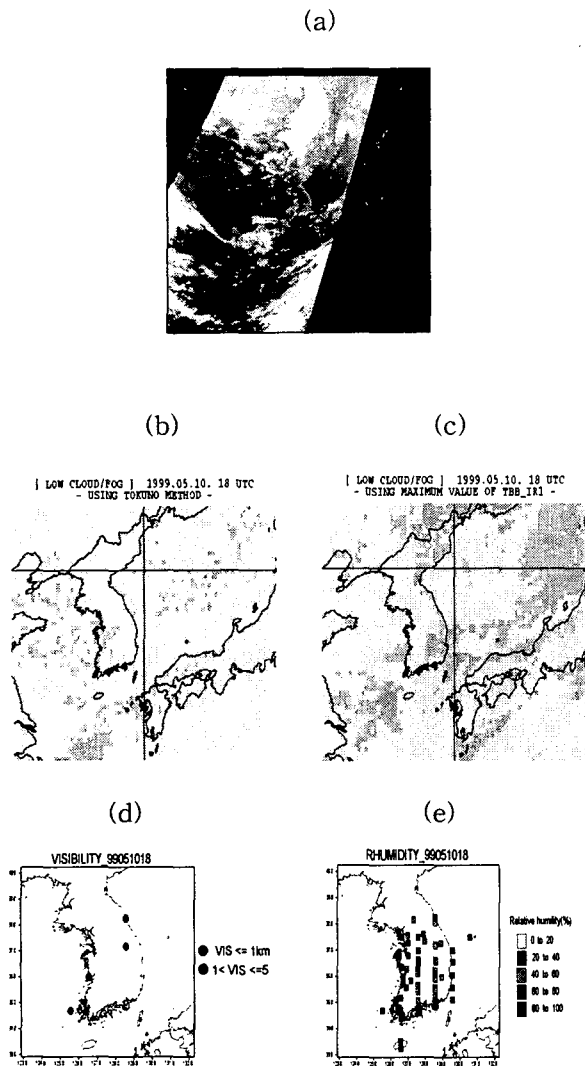 (a)
(b)
(c)
[ LOW CLOUD/FOG ] 1999.05.10. 18 UTC
- USING TOKUNO METHOD -
[ LOW CLOUD/FOG ] 1999.05.10. 18 UTC
- USING MAXIMUM VALUE OF TBB_IR1 -
(d)
(e)
VISIBILITY_99051018
VIS <= 1km
1< VIS <=5
RHUMIDITY_99051018
Relative humidity(%)
0 to 20
20 to 40
40 to 60
60 to 80
80 to 100